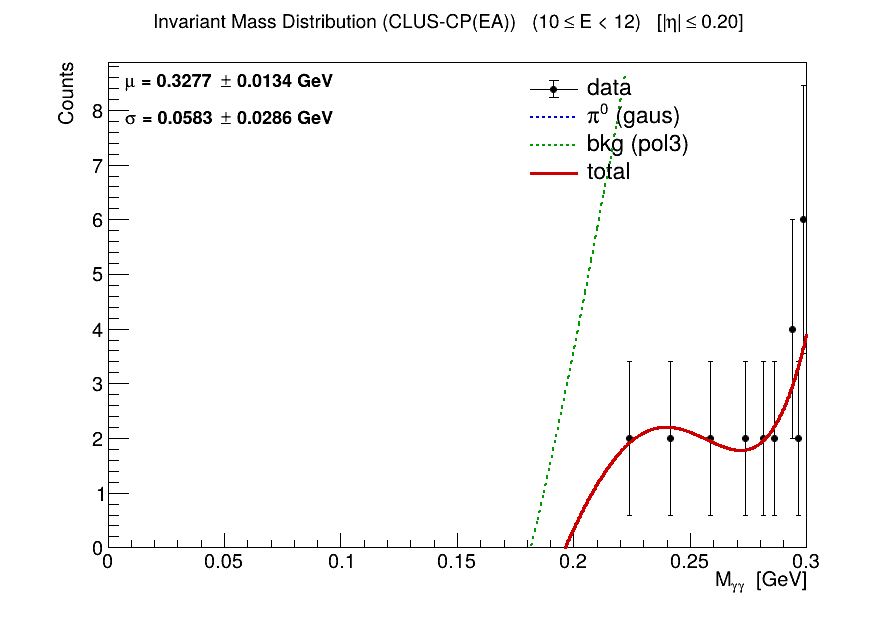 Invariant Mass Distribution (CLUS-CP(EA)) (10 ≤ E < 12) [|η| ≤ 0.20]
Counts
μ = 0.3277 ± 0.0134 GeV
σ = 0.0583 ± 0.0286 GeV
data
π⁰ (gaus)
bkg (pol3)
total
8
7
6
5
4
3
2
1
0
0 0.05 0.1 0.15 0.2 0.25 0.3
M_γγ [GeV]